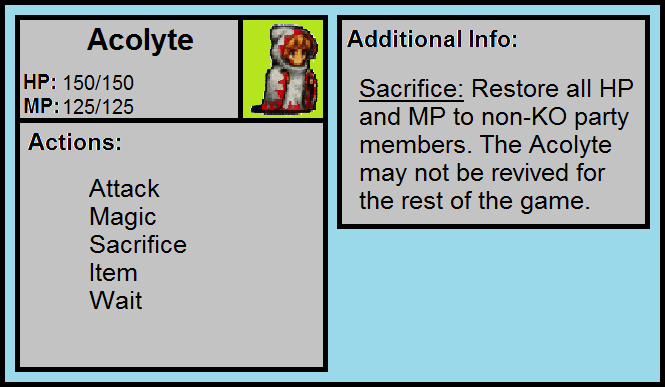 Acolyte
HP: 150/150
MP: 125/125
Actions:
Attack
Magic
Sacrifice
Item
Wait
Additional Info:
Sacrifice: Restore all HP
and MP to non-KO party
members. The Acolyte
may not be revived for
the rest of the game.